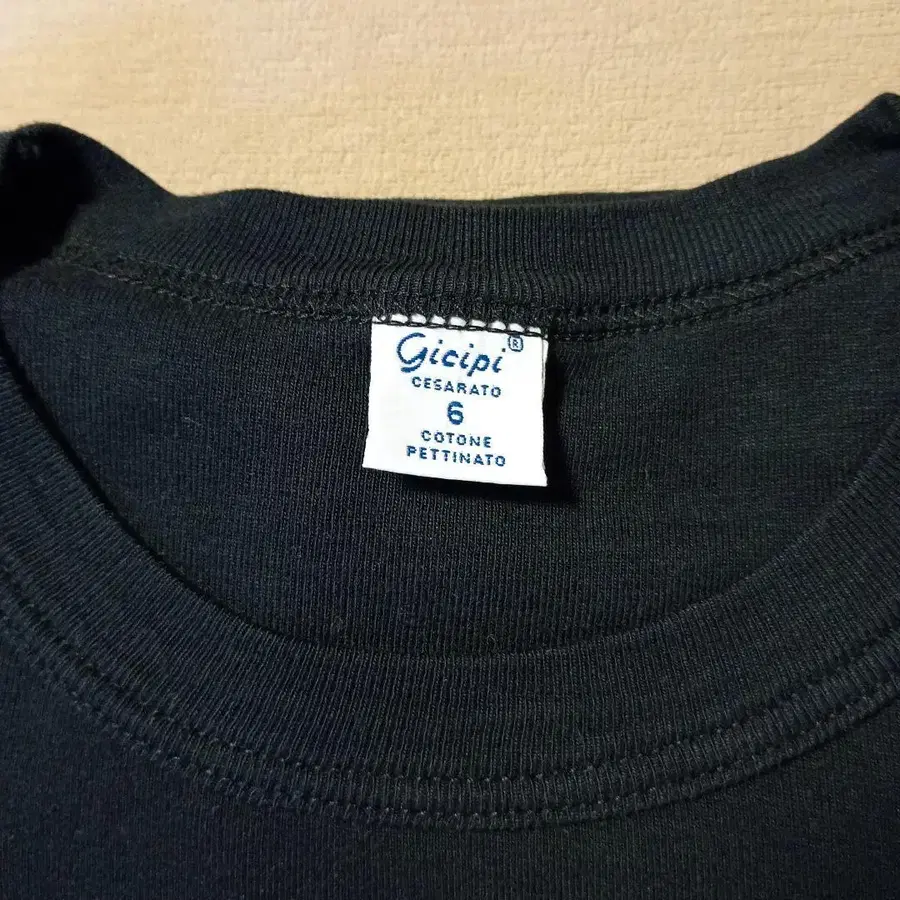 Gicipi®
CESARATO
6
COTONE
PETTINATO